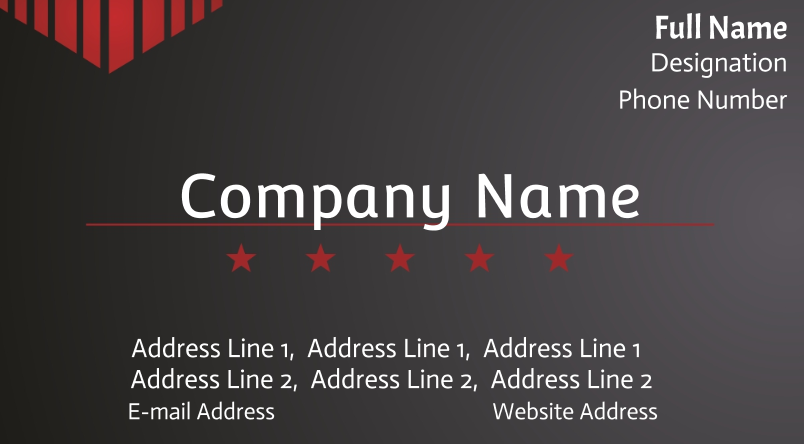 Full Name
Designation
Phone Number
Company Name
Address Line 1, Address Line 1, Address Line 1
Address Line 2, Address Line 2, Address Line 2
E-mail Address Website Address